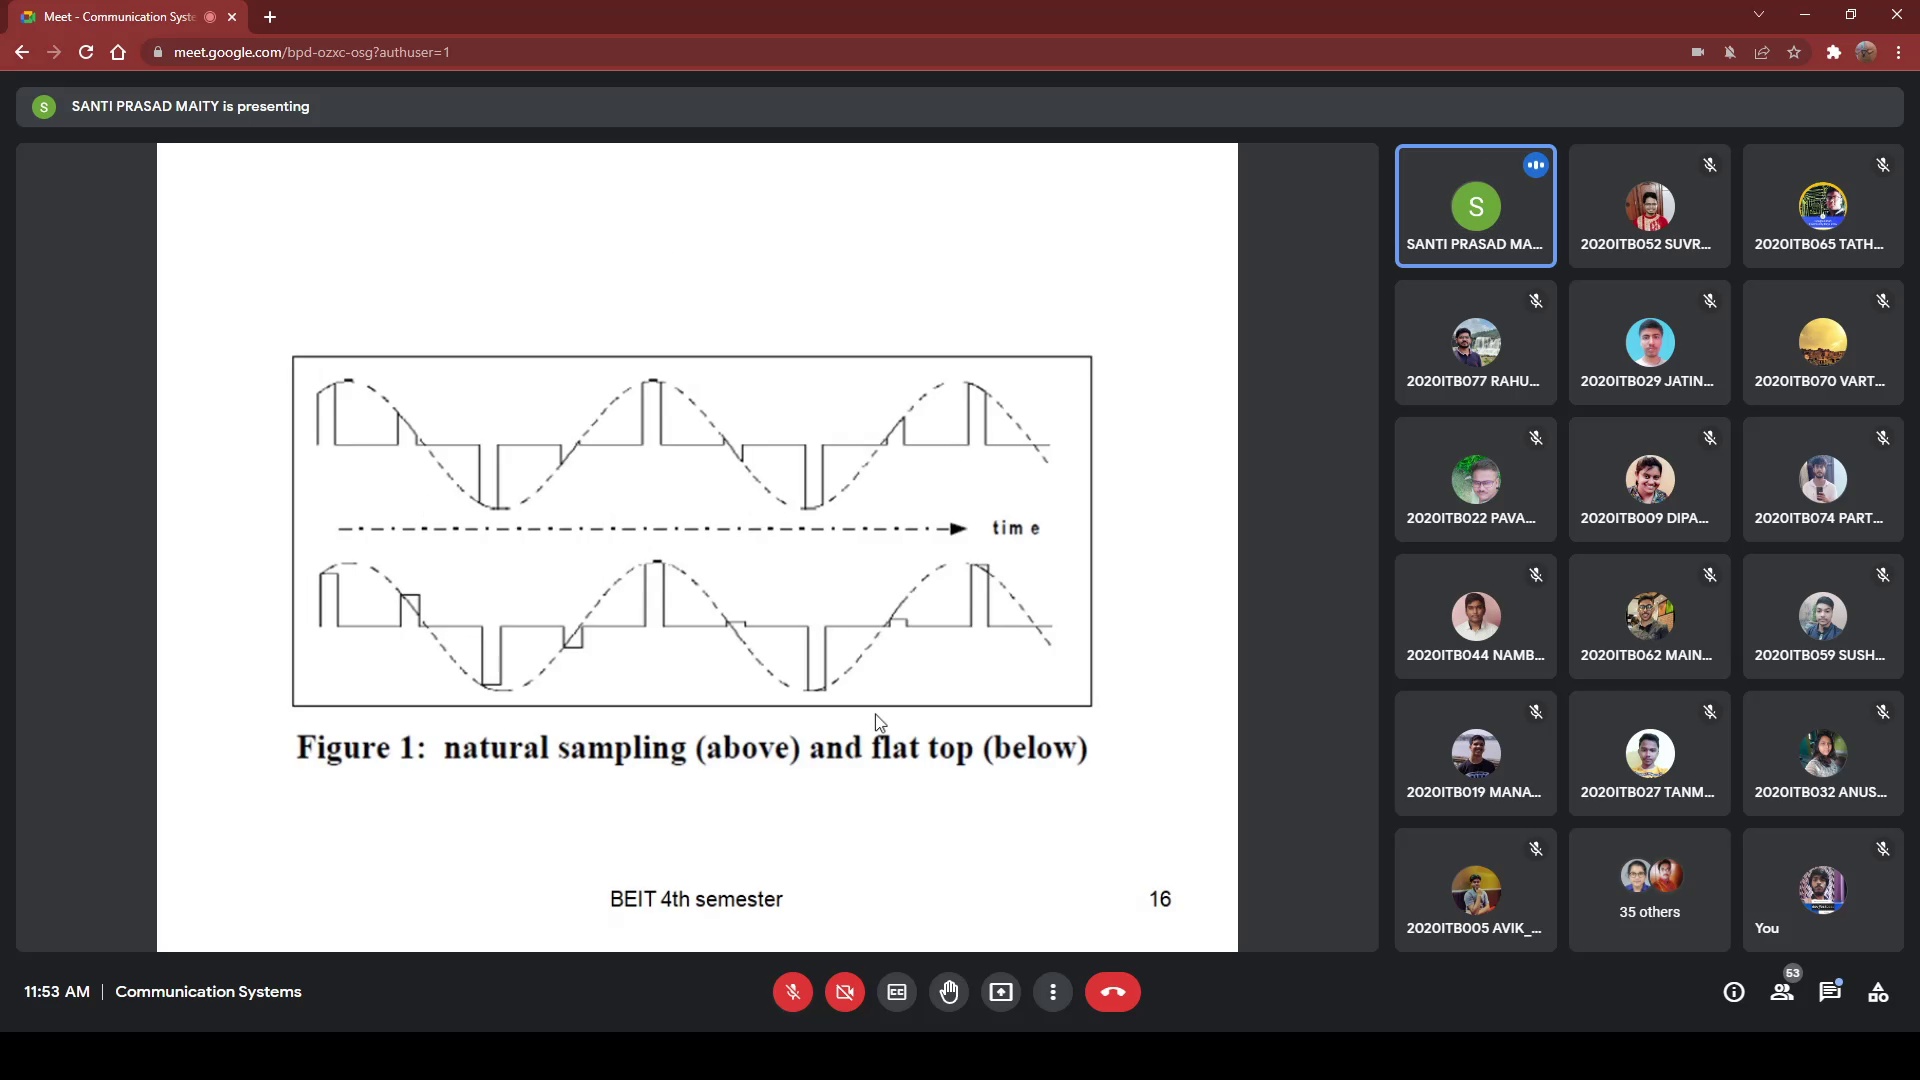 Meet - Communication Syste
meet.google.com/bpd-ozxc-osg?authuser=1
S
SANTI PRASAD MAITY is presenting
tim e
Figure 1: natural sampling (above) and flat top (below)
BEIT 4th semester
16
S
SANTI PRASAD MA...
2020ITB052 SUVR...
2020ITB065 TATH...
2020ITB077 RAHU...
2020ITB029 JATIN...
2020ITB070 VART...
2020ITB022 PAVA...
2020ITB009 DIPA...
2020ITB074 PART...
2020ITB044 NAMB...
2020ITB062 MAIN...
2020ITB059 SUSH...
2020ITB019 MANA...
2020ITB027 TANM...
2020ITB032 ANUS...
2020ITB005 AVIK_...
35 others
You
11:53 AM | Communication Systems
53